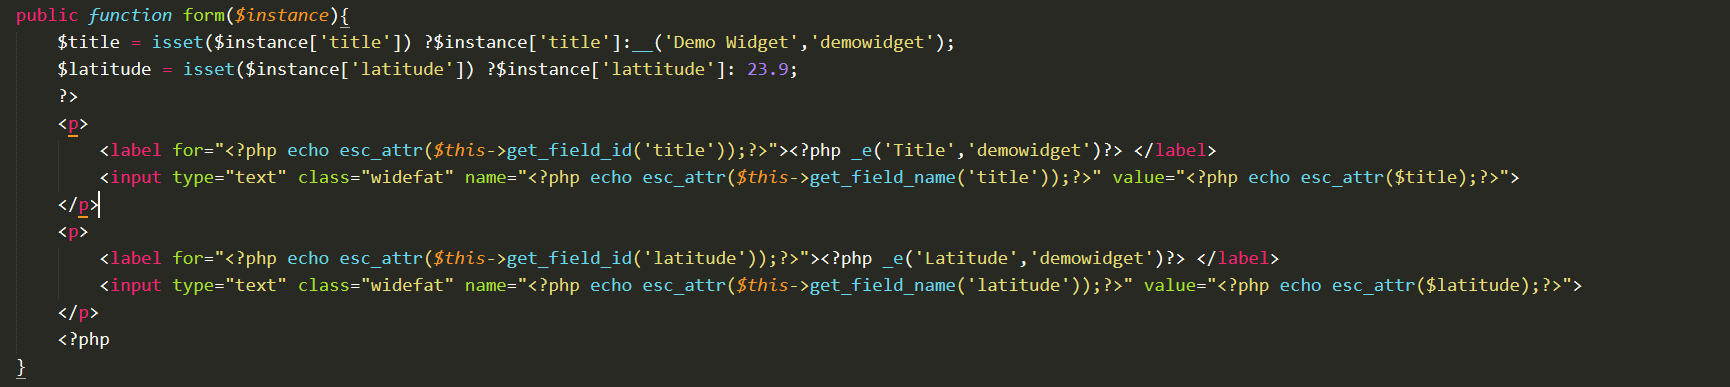 public function form($instance){
$title = isset($instance['title']) ?$instance['title']:__('Demo Widget','demowidget');
$latitude = isset($instance['latitude']) ?$instance['lattitude']: 23.9;
?>
<p>
<label for="<?php echo esc_attr($this->get_field_id('title'));?>"><?php _e('Title','demowidget')?> </label>
<input type="text" class="widefat" name="<?php echo esc_attr($this->get_field_name('title'));?>" value="<?php echo esc_attr($title);?>">
</p>
<p>
<label for="<?php echo esc_attr($this->get_field_id('latitude'));?>"><?php _e('Latitude','demowidget')?> </label>
<input type="text" class="widefat" name="<?php echo esc_attr($this->get_field_name('latitude'));?>" value="<?php echo esc_attr($latitude);?>">
</p>
<?php
}